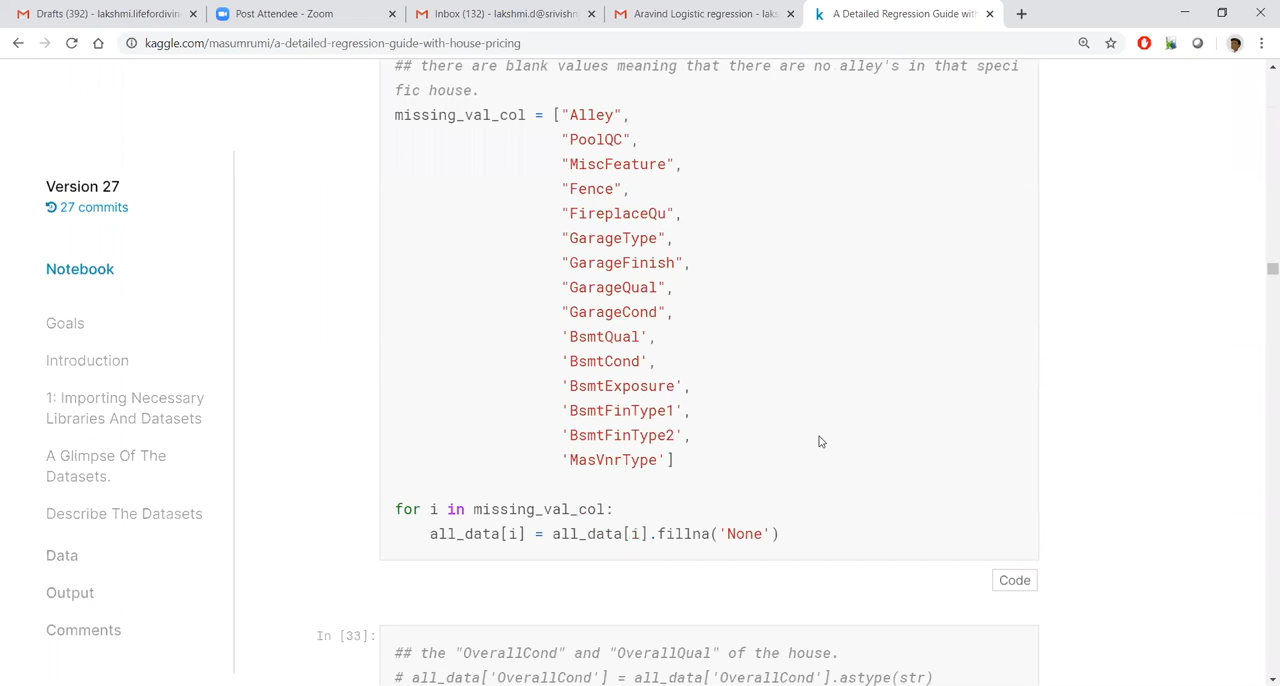 Drafts (392) - lakshmi.lifefordivin
Post Attendee - Zoom
Inbox (132) - lakshmi.d@srivishnu
Aravind Logistic regression - laks
A Detailed Regression Guide with
kaggle.com/masumrumi/a-detailed-regression-guide-with-house-pricing
## there are blank values meaning that there are no alley's in that speci
fic house.
missing_val_col = ["Alley",
"PoolQC",
"MiscFeature",
"Fence",
"FireplaceQu",
"GarageType",
"GarageFinish",
"GarageQual",
"GarageCond",
'BsmtQual',
'BsmtCond',
'BsmtExposure',
'BsmtFinType1',
'BsmtFinType2',
'MasVnrType']
for i in missing_val_col:
all_data[i] = all_data[i].fillna('None')
Code
In [33]:
## the "OverallCond" and "OverallQual" of the house.
# all_data['OverallCond'] = all_data['OverallCond'].astype(str)
Version 27
27 commits
Notebook
Goals
Introduction
1: Importing Necessary
Libraries And Datasets
A Glimpse Of The
Datasets.
Describe The Datasets
Data
Output
Comments